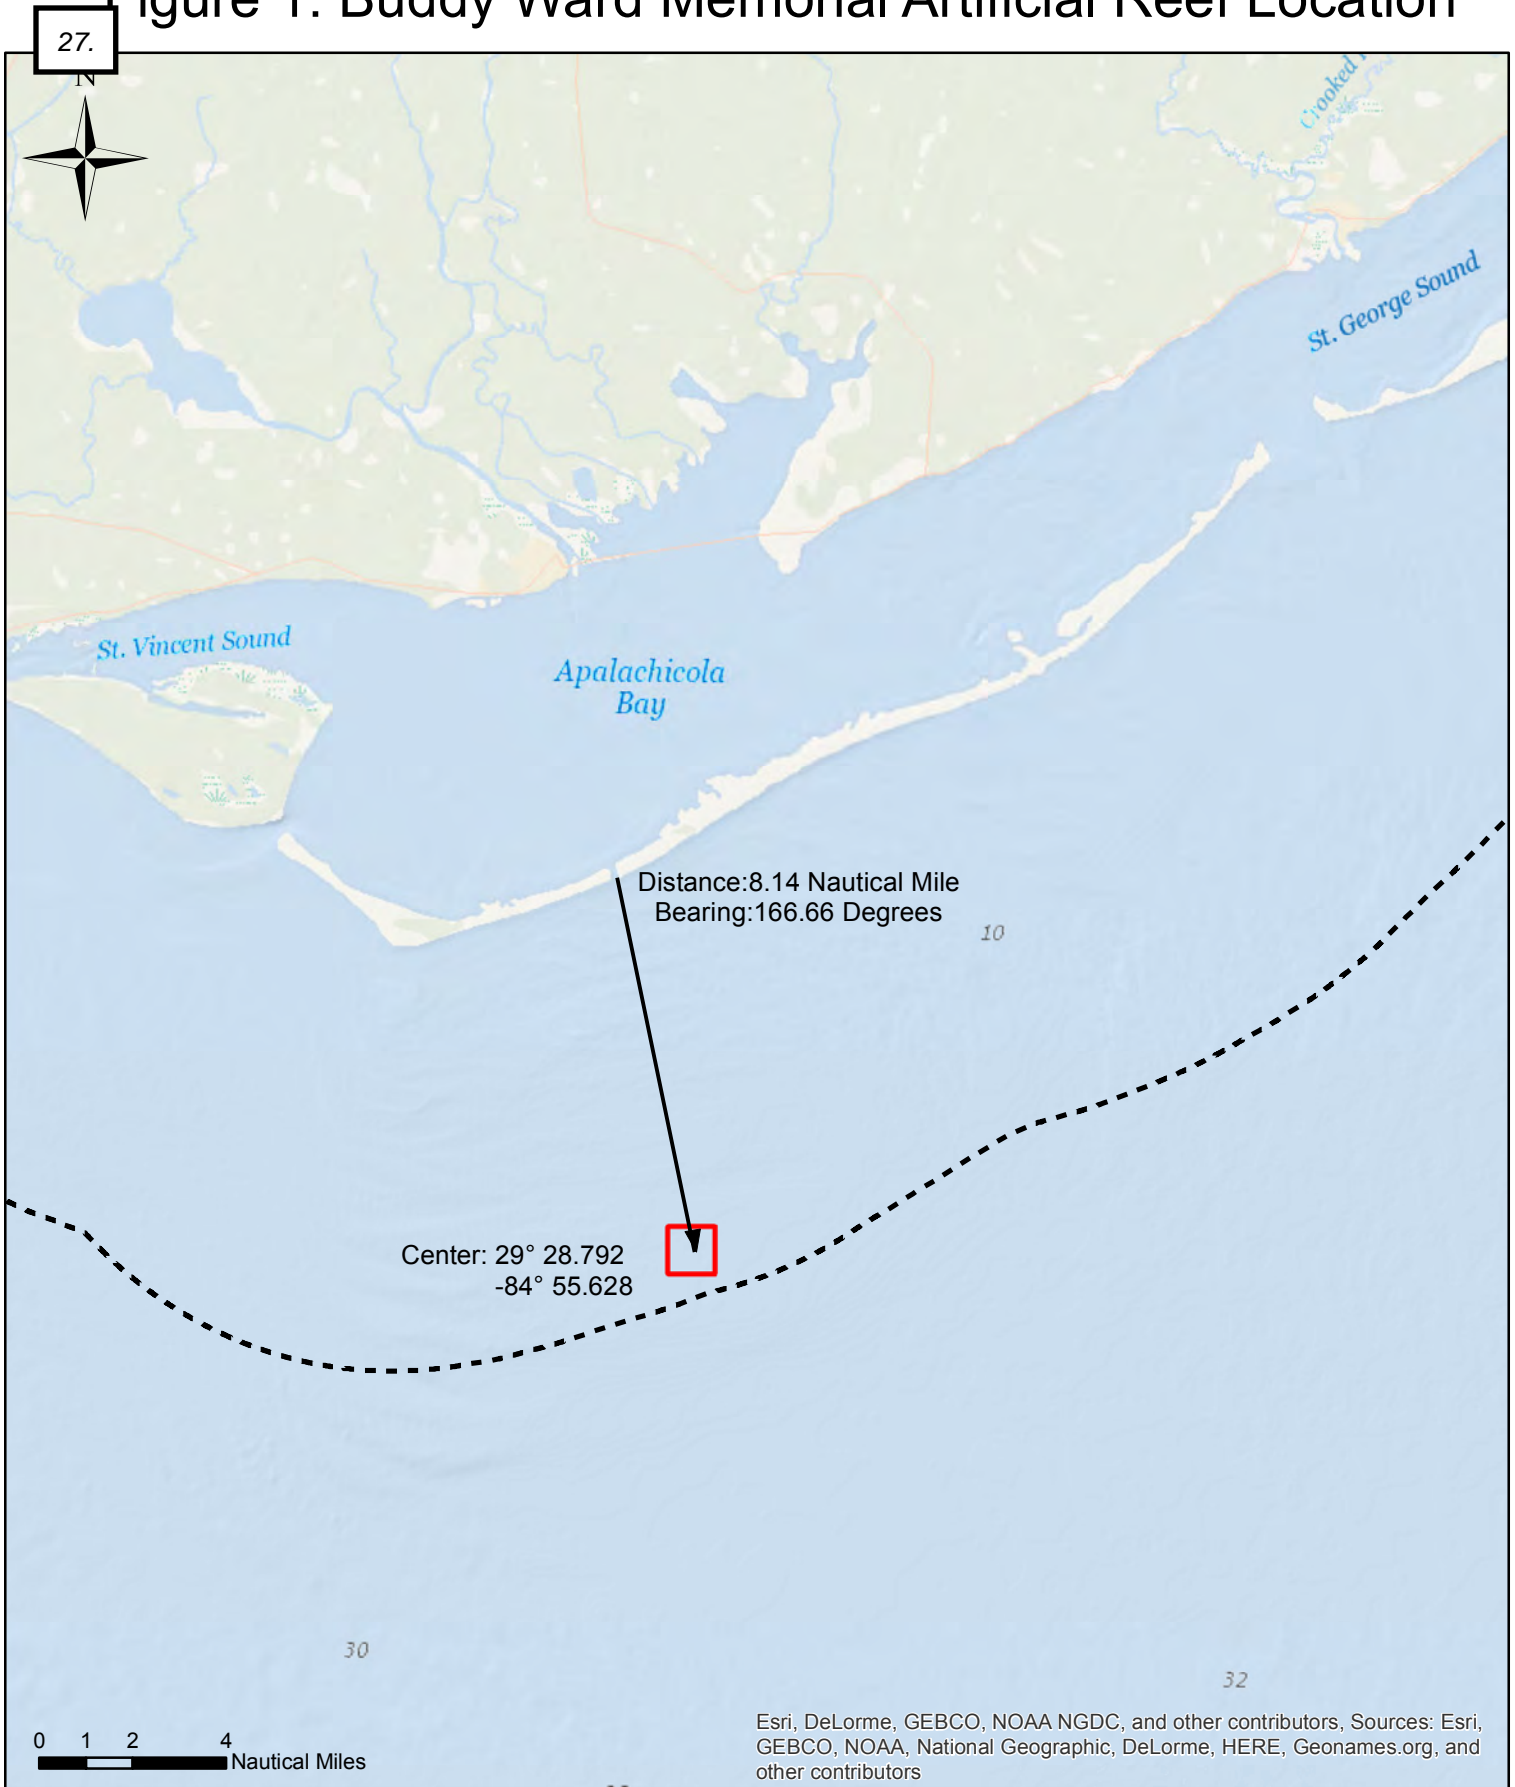 igure 1. Buddy Ward Memorial Artificial Reef Location
27.
N
Crooked
St. George Sound
St. Vincent Sound
Apalachicola
Bay
Distance:8.14 Nautical Mile
Bearing:166.66 Degrees
10
Center: 29° 28.792
-84° 55.628
30
32
0 1 2 4
Nautical Miles
Esri, DeLorme, GEBCO, NOAA NGDC, and other contributors, Sources: Esri,
GEBCO, NOAA, National Geographic, DeLorme, HERE, Geonames.org, and
other contributors